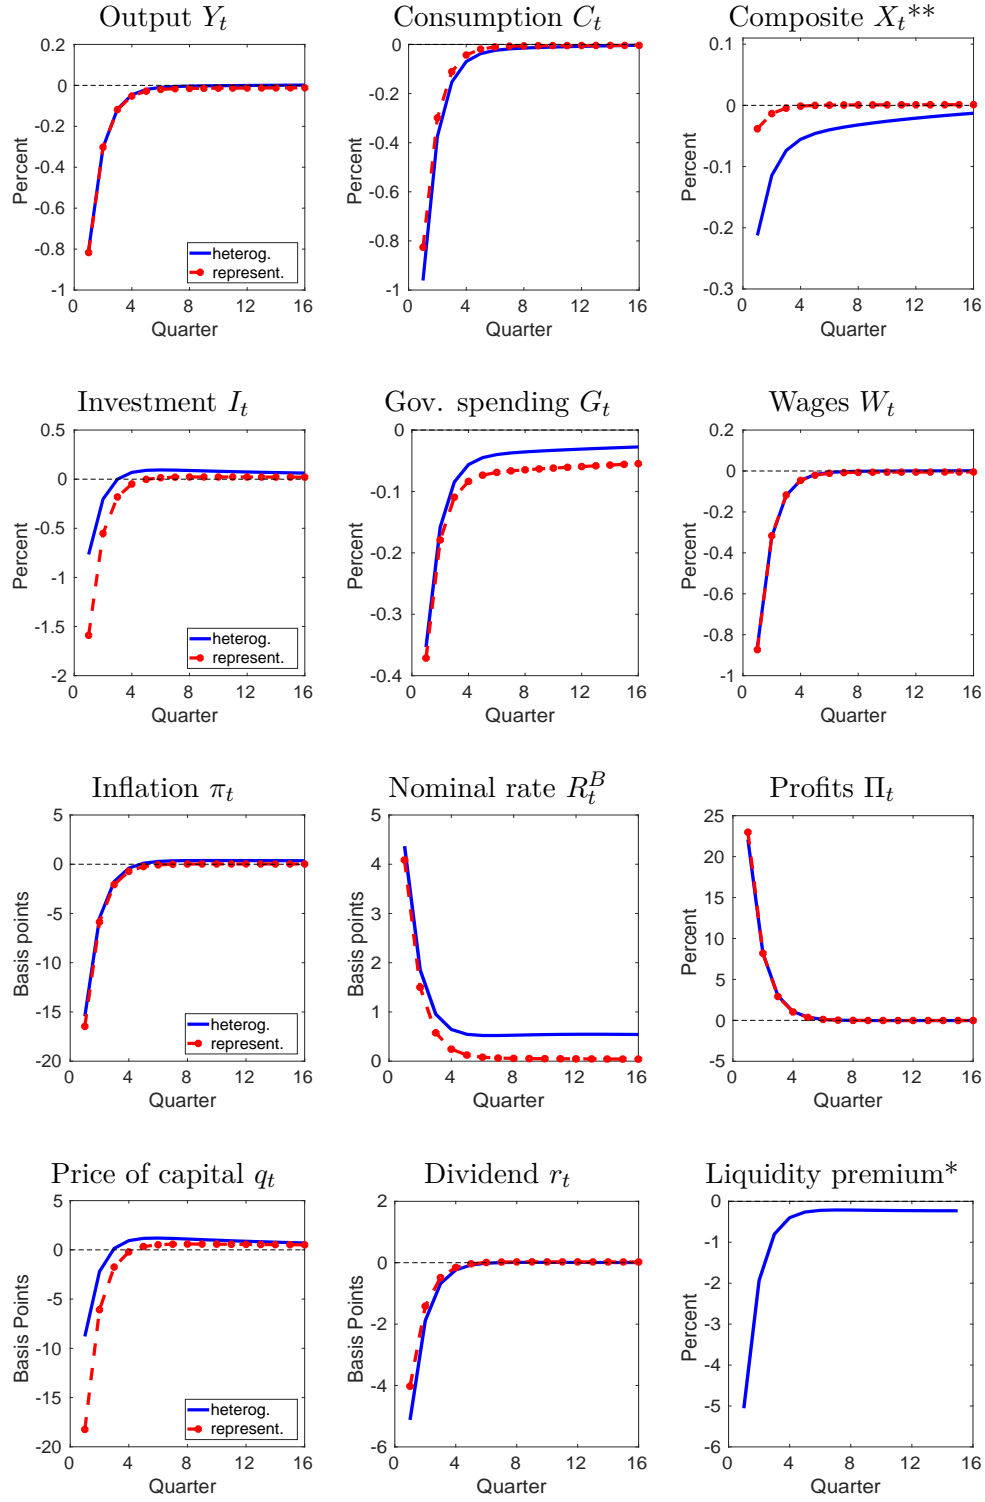 Output Y_t
Consumption C_t
Composite X_t**
Percent
0.2
0
-0.2
-0.4
-0.6
-0.8
-1
0 4 8 12 16
Quarter
heterog.
represent.
Percent
0
-0.2
-0.4
-0.6
-0.8
-1
0 4 8 12 16
Quarter
Percent
0.1
0
-0.1
-0.2
-0.3
0 4 8 12 16
Quarter
Investment I_t
Gov. spending G_t
Wages W_t
Percent
0.5
0
-0.5
-1
-1.5
-2
0 4 8 12 16
Quarter
heterog.
represent.
Percent
0
-0.1
-0.2
-0.3
-0.4
0 4 8 12 16
Quarter
Percent
0.2
0
-0.2
-0.4
-0.6
-0.8
-1
0 4 8 12 16
Quarter
Inflation π_t
Nominal rate R_t^B
Profits Π_t
Basis points
5
0
-5
-10
-15
-20
0 4 8 12 16
Quarter
heterog.
represent.
Basis points
5
4
3
2
1
0
0 4 8 12 16
Quarter
Percent
25
20
15
10
5
0
-5
0 4 8 12 16
Quarter
Price of capital q_t
Dividend r_t
Liquidity premium*
Basis Points
5
0
-5
-10
-15
-20
0 4 8 12 16
Quarter
heterog.
represent.
Basis Points
2
0
-2
-4
-6
0 4 8 12 16
Quarter
Percent
0
-1
-2
-3
-4
-5
-6
0 4 8 12 16
Quarter